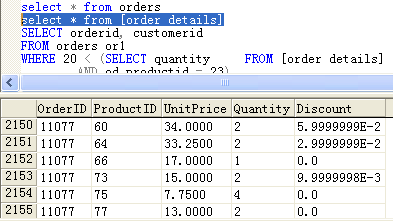 select * from orders
select * from [order details]
SELECT orderid, customerid
FROM orders or1
WHERE 20 < (SELECT quantity FROM [order details]
AND od.productid = 23)
OrderID ProductID UnitPrice Quantity Discount
2150 11077 60 34.0000 2 5.9999999E-2
2151 11077 64 33.2500 2 2.9999999E-2
2152 11077 66 17.0000 1 0.0
2153 11077 73 15.0000 2 9.9999998E-3
2154 11077 75 7.7500 4 0.0
2155 11077 77 13.0000 2 0.0